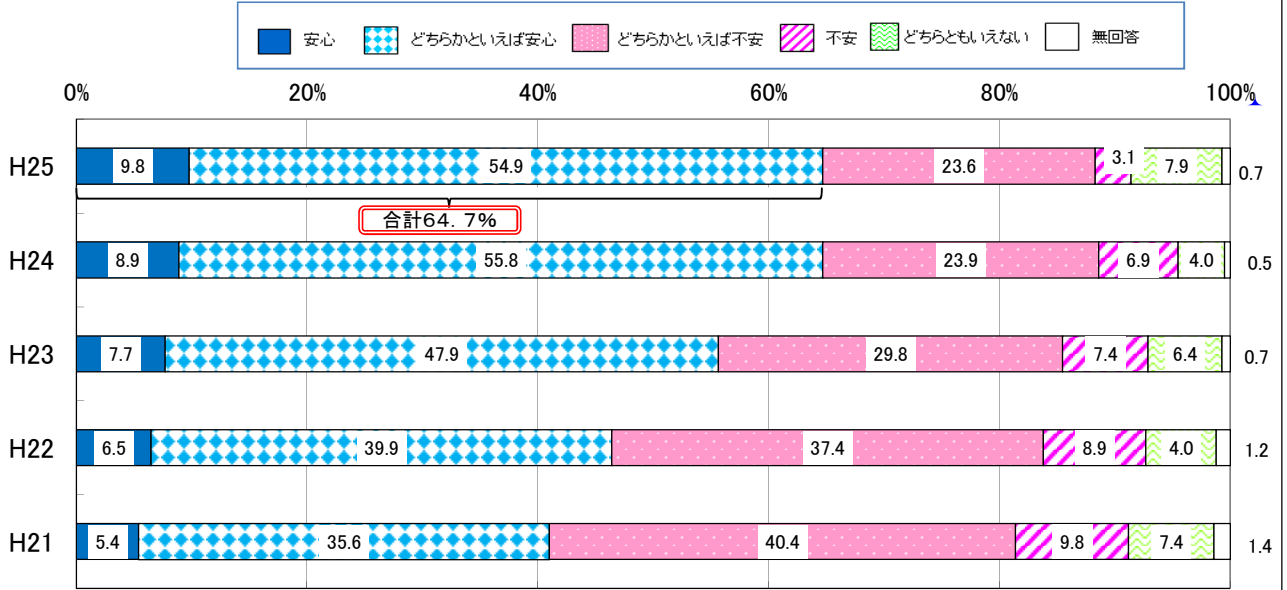 安心 どちらかといえば安心 どちらかといえば不安 不安 どちらともいえない 無回答
0% 20% 40% 60% 80% 100%
H25 9.8 54.9 23.6 3.1 7.9 0.7
合計64.7%
H24 8.9 55.8 23.9 6.9 4.0 0.5
H23 7.7 47.9 29.8 7.4 6.4 0.7
H22 6.5 39.9 37.4 8.9 4.0 1.2
H21 5.4 35.6 40.4 9.8 7.4 1.4